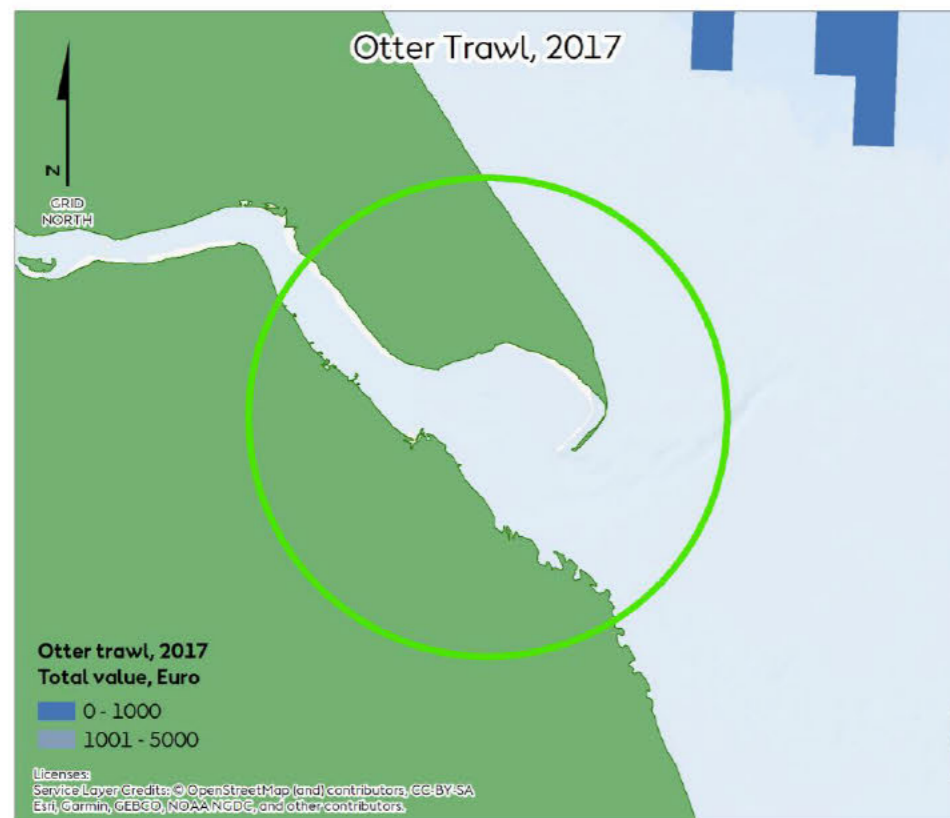 Otter Trawl, 2017
N
GRID
NORTH
Otter trawl, 2017
Total value, Euro
0 - 1000
1001 - 5000
Licenses:
Service Layer Credits: © OpenStreetMap (and) contributors, CC-BY-SA
Esri, Garmin, GEBCO, NOAA NGDC, and other contributors.